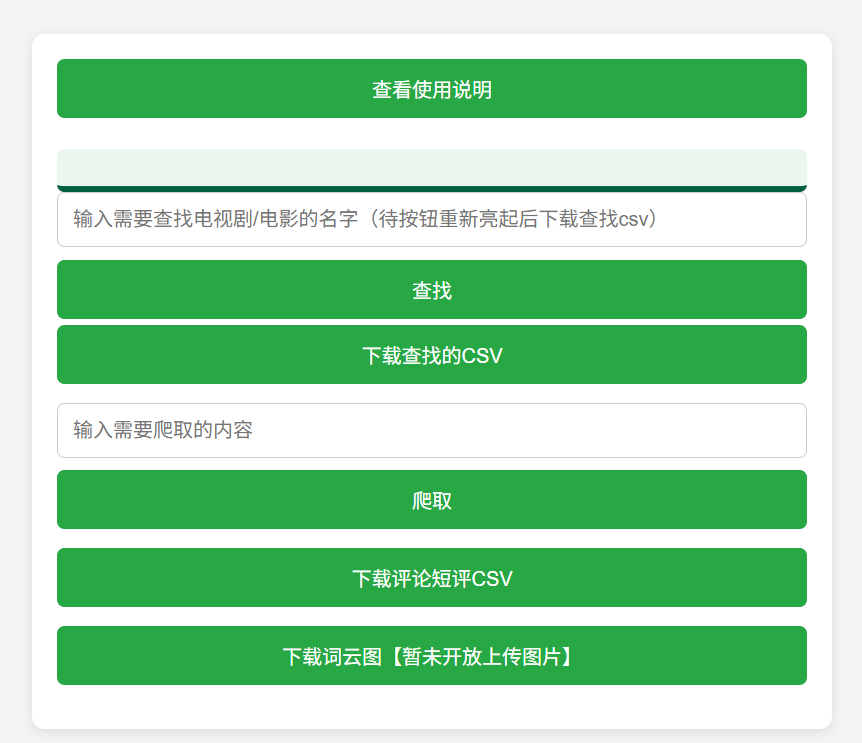 查看使用说明
输入需要查找电视剧/电影的名字（待按钮重新亮起后下载查找csv）
查找
下载查找的CSV
输入需要爬取的内容
爬取
下载评论短评CSV
下载词云图【暂未开放上传图片】